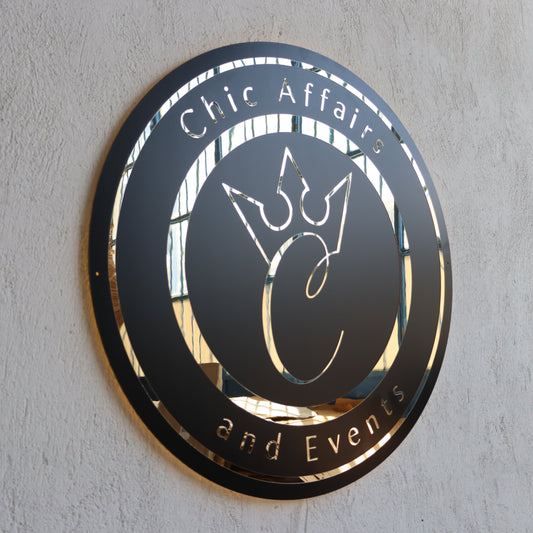 Chic Affairs
C
and Events